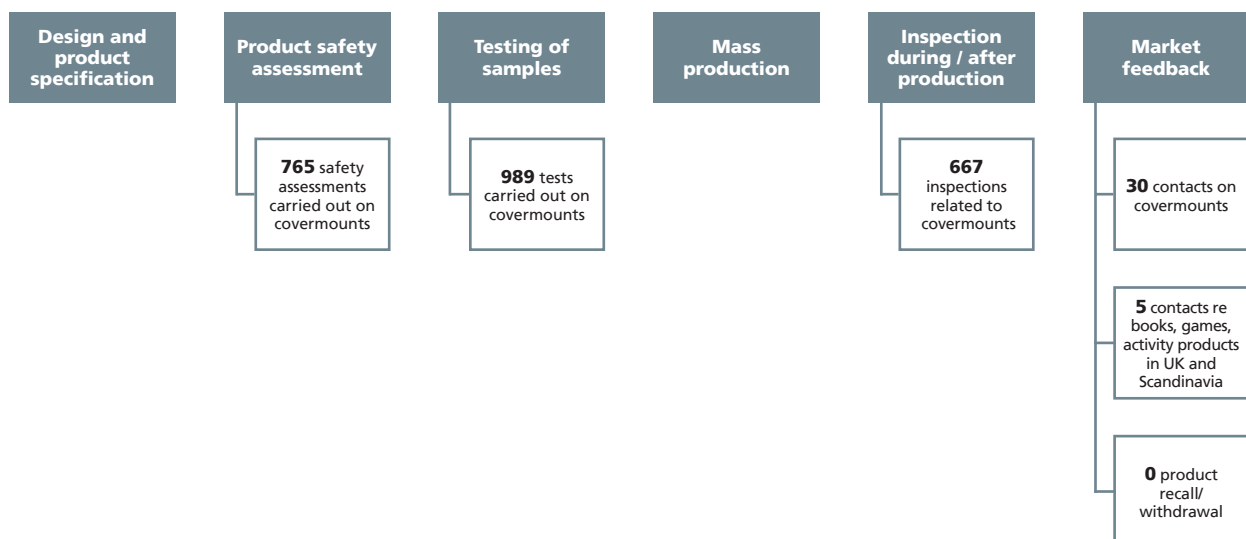 Design and
product
specification
Product safety
assessment
Testing of
samples
Mass
production
Inspection
during / after
production
Market
feedback
765 safety
assessments
carried out on
covermounts
989 tests
carried out on
covermounts
667
inspections
related to
covermounts
30 contacts on
covermounts
5 contacts re
books, games,
activity products
in UK and
Scandinavia
0 product
recall/
withdrawal